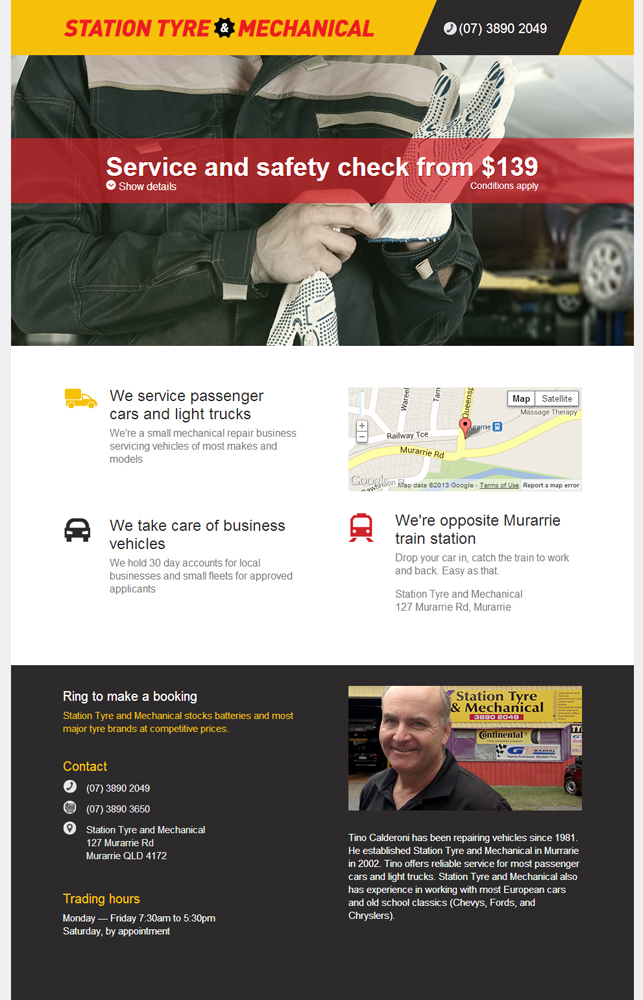 STATION TYRE & MECHANICAL
(07) 3890 2049
Service and safety check from $139
Show details
Conditions apply
We service passenger
cars and light trucks
We're a small mechanical repair business
servicing vehicles of most makes and
models
Map Satellite
Massage Therapy
Railway Tce
Murarrie Rd
Google
Map data ©2013 Google - Terms of Use Report a map error
We take care of business
vehicles
We hold 30 day accounts for local
businesses and small fleets for approved
applicants
We're opposite Murarrie
train station
Drop your car in, catch the train to work
and back. Easy as that.
Station Tyre and Mechanical
127 Murarrie Rd, Murarrie
Ring to make a booking
Station Tyre and Mechanical stocks batteries and most
major tyre brands at competitive prices.
Contact
(07) 3890 2049
(07) 3890 3650
Station Tyre and Mechanical
127 Murarrie Rd
Murarrie QLD 4172
Trading hours
Monday — Friday 7:30am to 5:30pm
Saturday, by appointment
Station Tyre
& Mechanical
3890 2049
Continental
Tino Calderoni has been repairing vehicles since 1981.
He established Station Tyre and Mechanical in Murrarie
in 2002. Tino offers reliable service for most passenger
cars and light trucks. Station Tyre and Mechanical also
has experience in working with most European cars
and old school classics (Chevys, Fords, and
Chryslers).